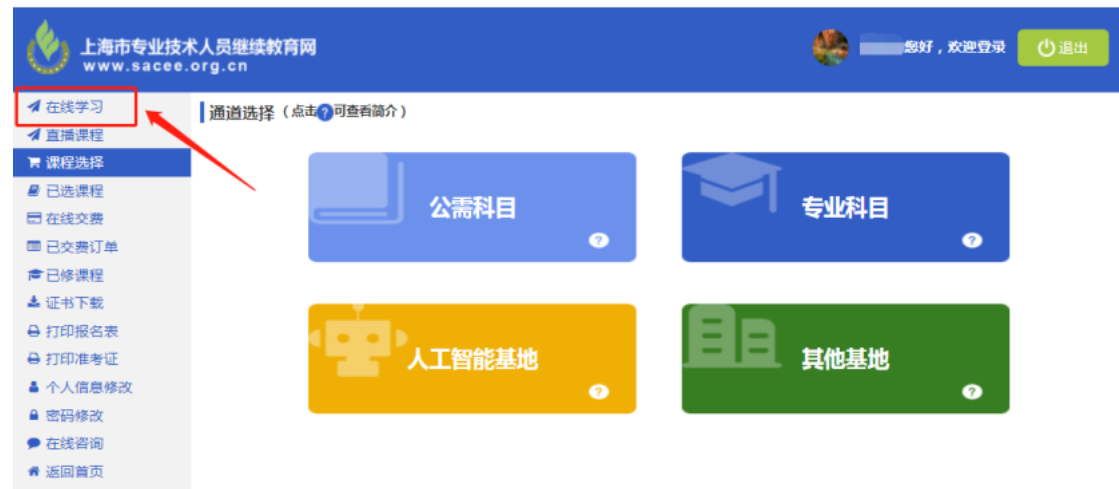 上海市专业技术人员继续教育网
www.sacee.org.cn
您好，欢迎登录
退出
在线学习
直播课程
课程选择
已选课程
在线交费
已交费订单
已修课程
证书下载
打印报名表
打印准考证
个人信息修改
密码修改
在线咨询
返回首页
通道选择（点击?可查看简介）
公需科目
?
专业科目
?
人工智能基地
?
其他基地
?